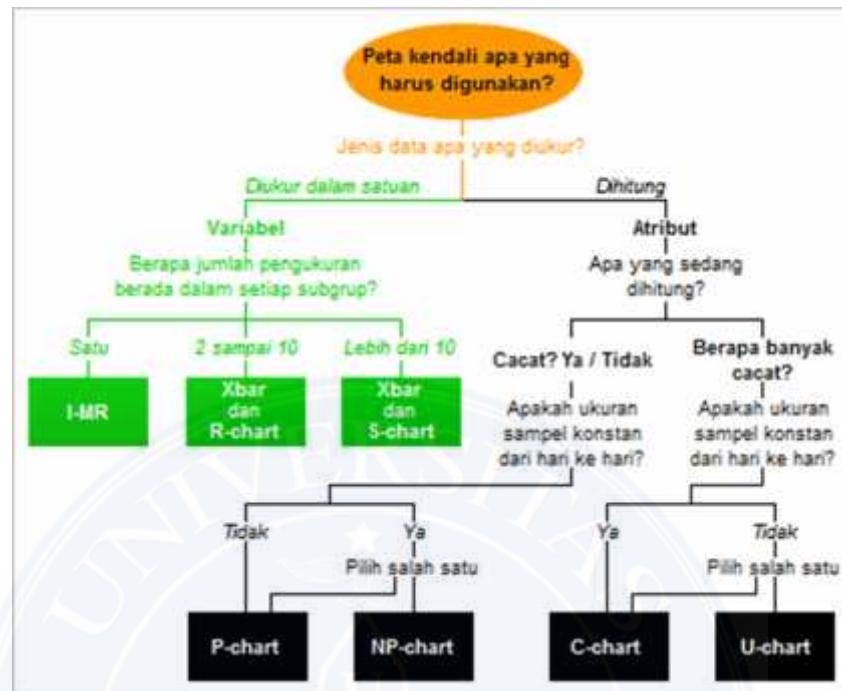 Peta kendali apa yang
harus digunakan?
Jenis data apa yang diukur?
Diukur dalam satuan
Dihitung
Variabel
Atribut
Berapa jumlah pengukuran
berada dalam setiap subgrup?
Apa yang sedang
dihitung?
Satu
2 sampai 10
Lebih dari 10
Cacat? Ya / Tidak
Berapa banyak
cacat?
I-MR
Xbar
dan
R-chart
Xbar
dan
S-chart
Apakah ukuran
sampel konstan
dari hari ke hari?
Apakah ukuran
sampel konstan
dari hari ke hari?
Tidak
Ya
Pilih salah satu
Ya
Tidak
Pilih salah satu
P-chart
NP-chart
C-chart
U-chart
UNIVERSITAS